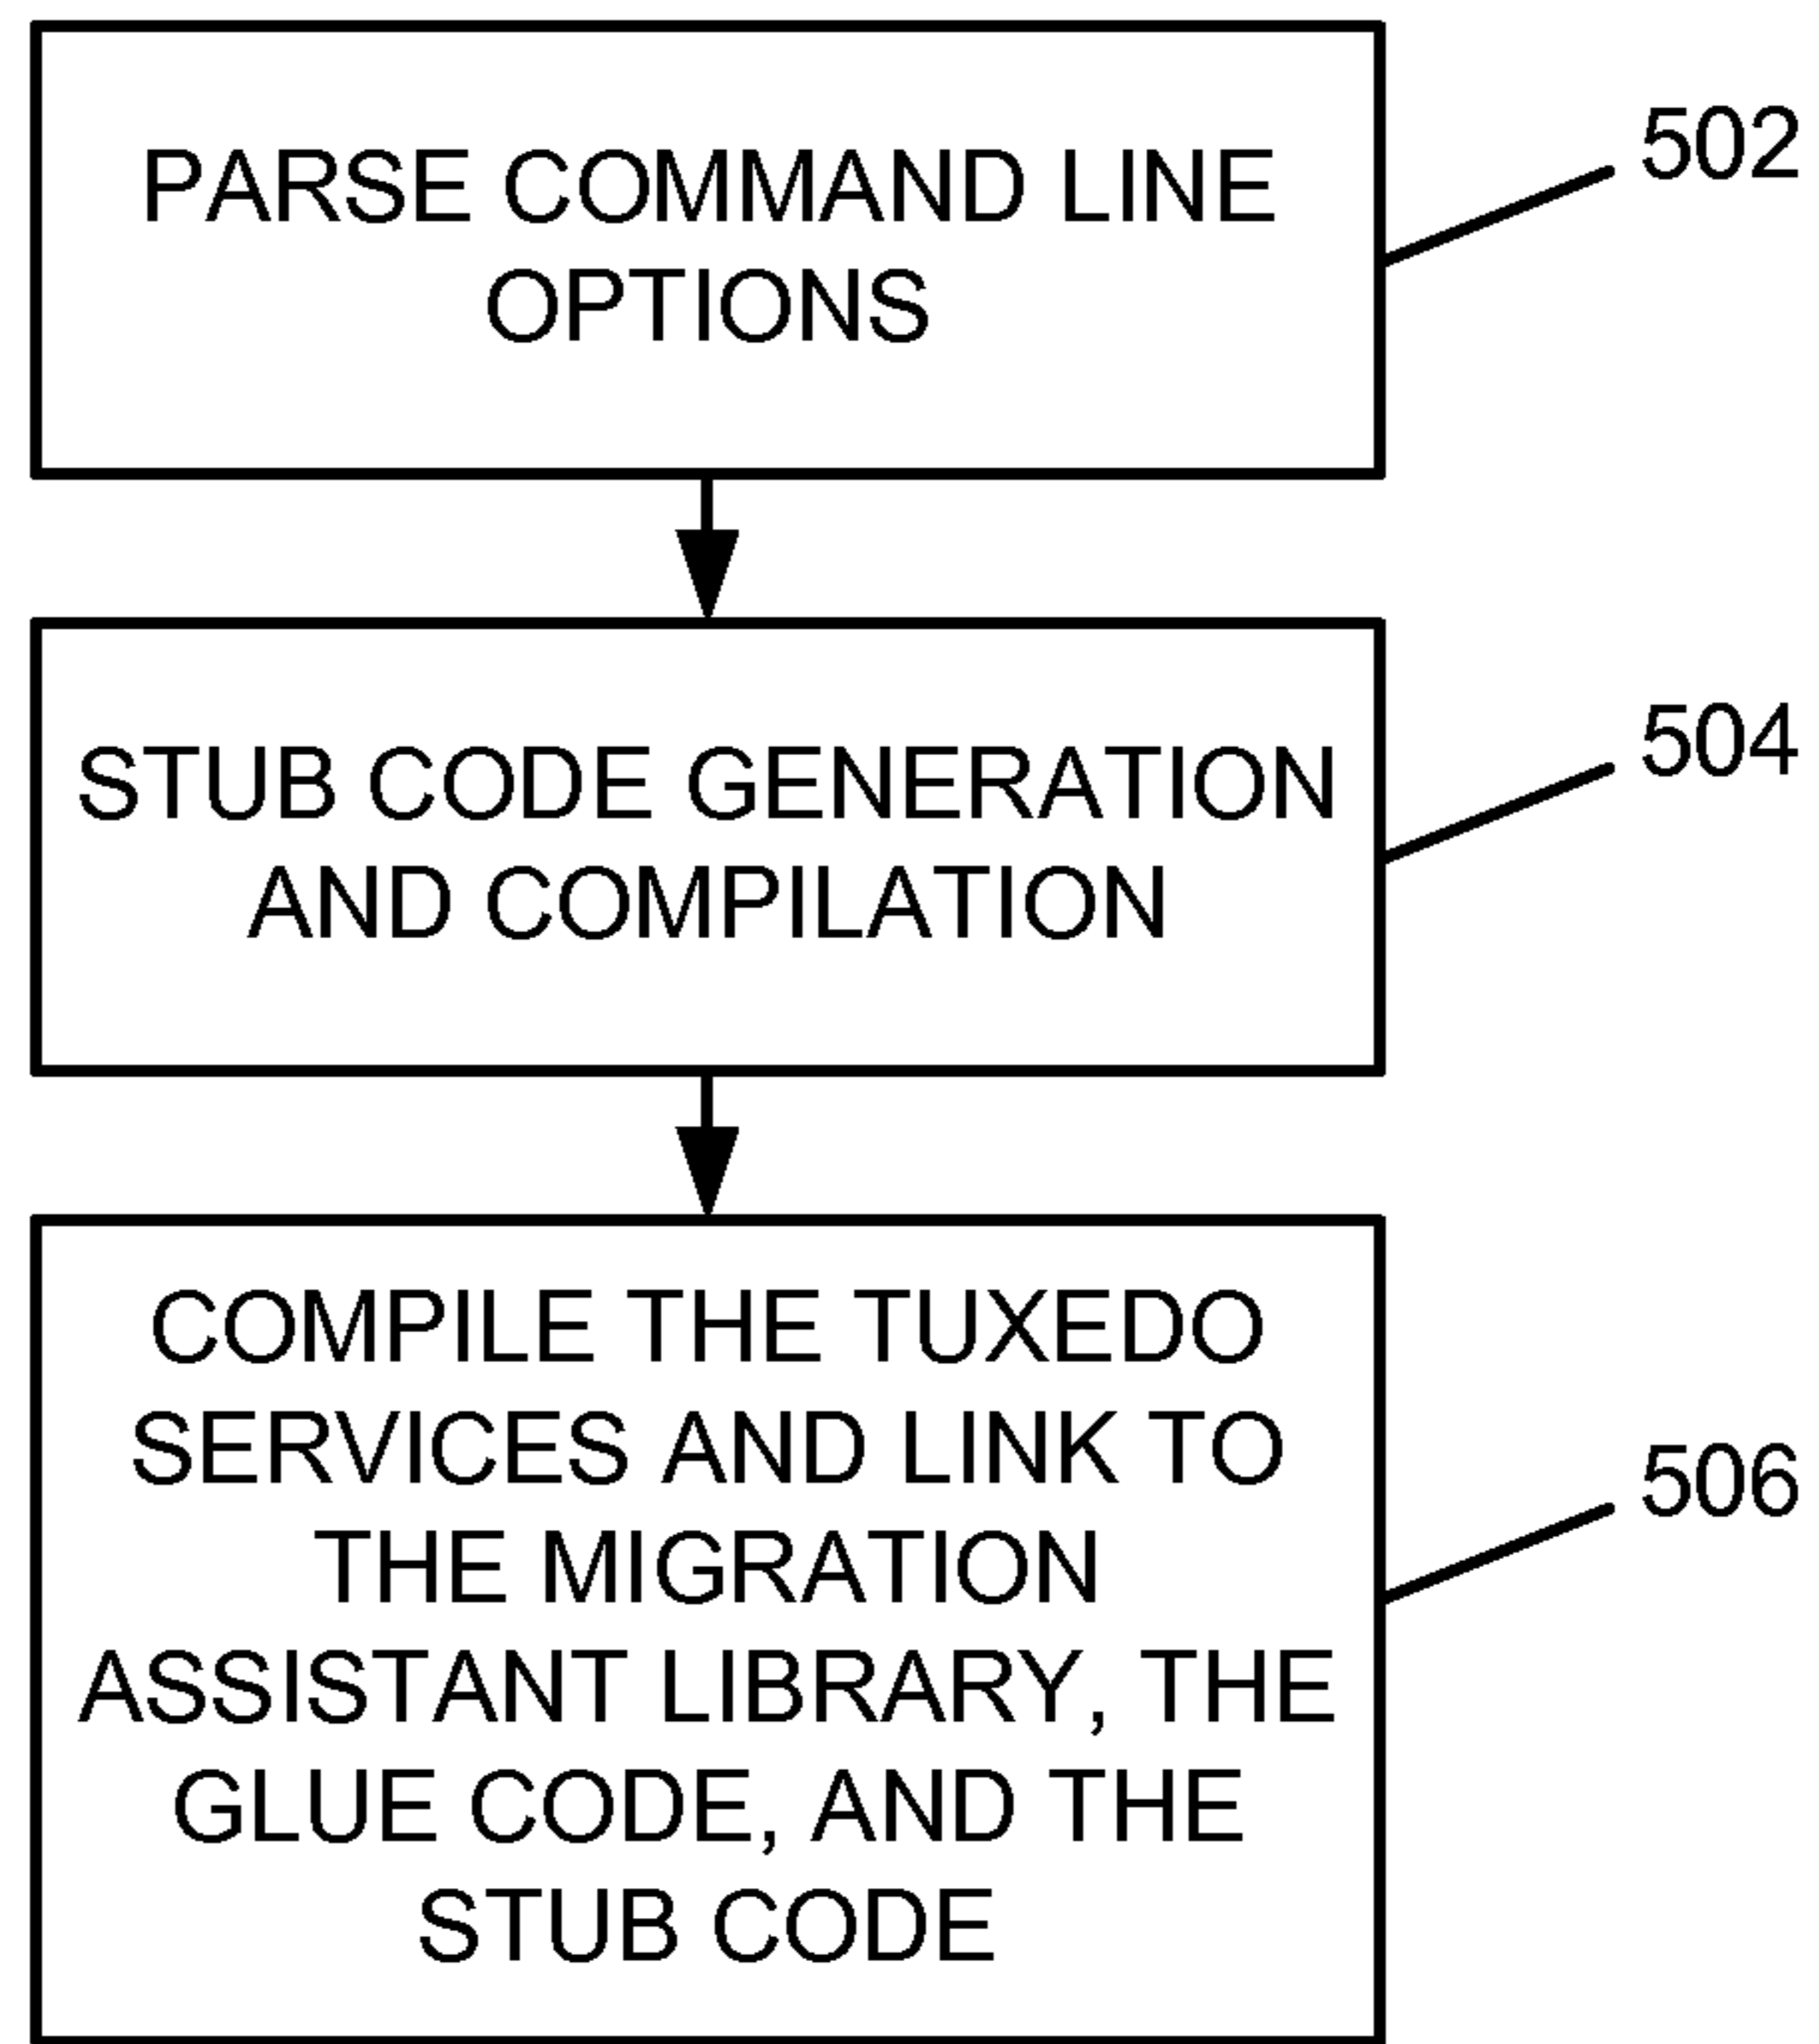 PARSE COMMAND LINE
OPTIONS
502
STUB CODE GENERATION
AND COMPILATION
504
COMPILE THE TUXEDO
SERVICES AND LINK TO
THE MIGRATION
ASSISTANT LIBRARY, THE
GLUE CODE, AND THE
STUB CODE
506